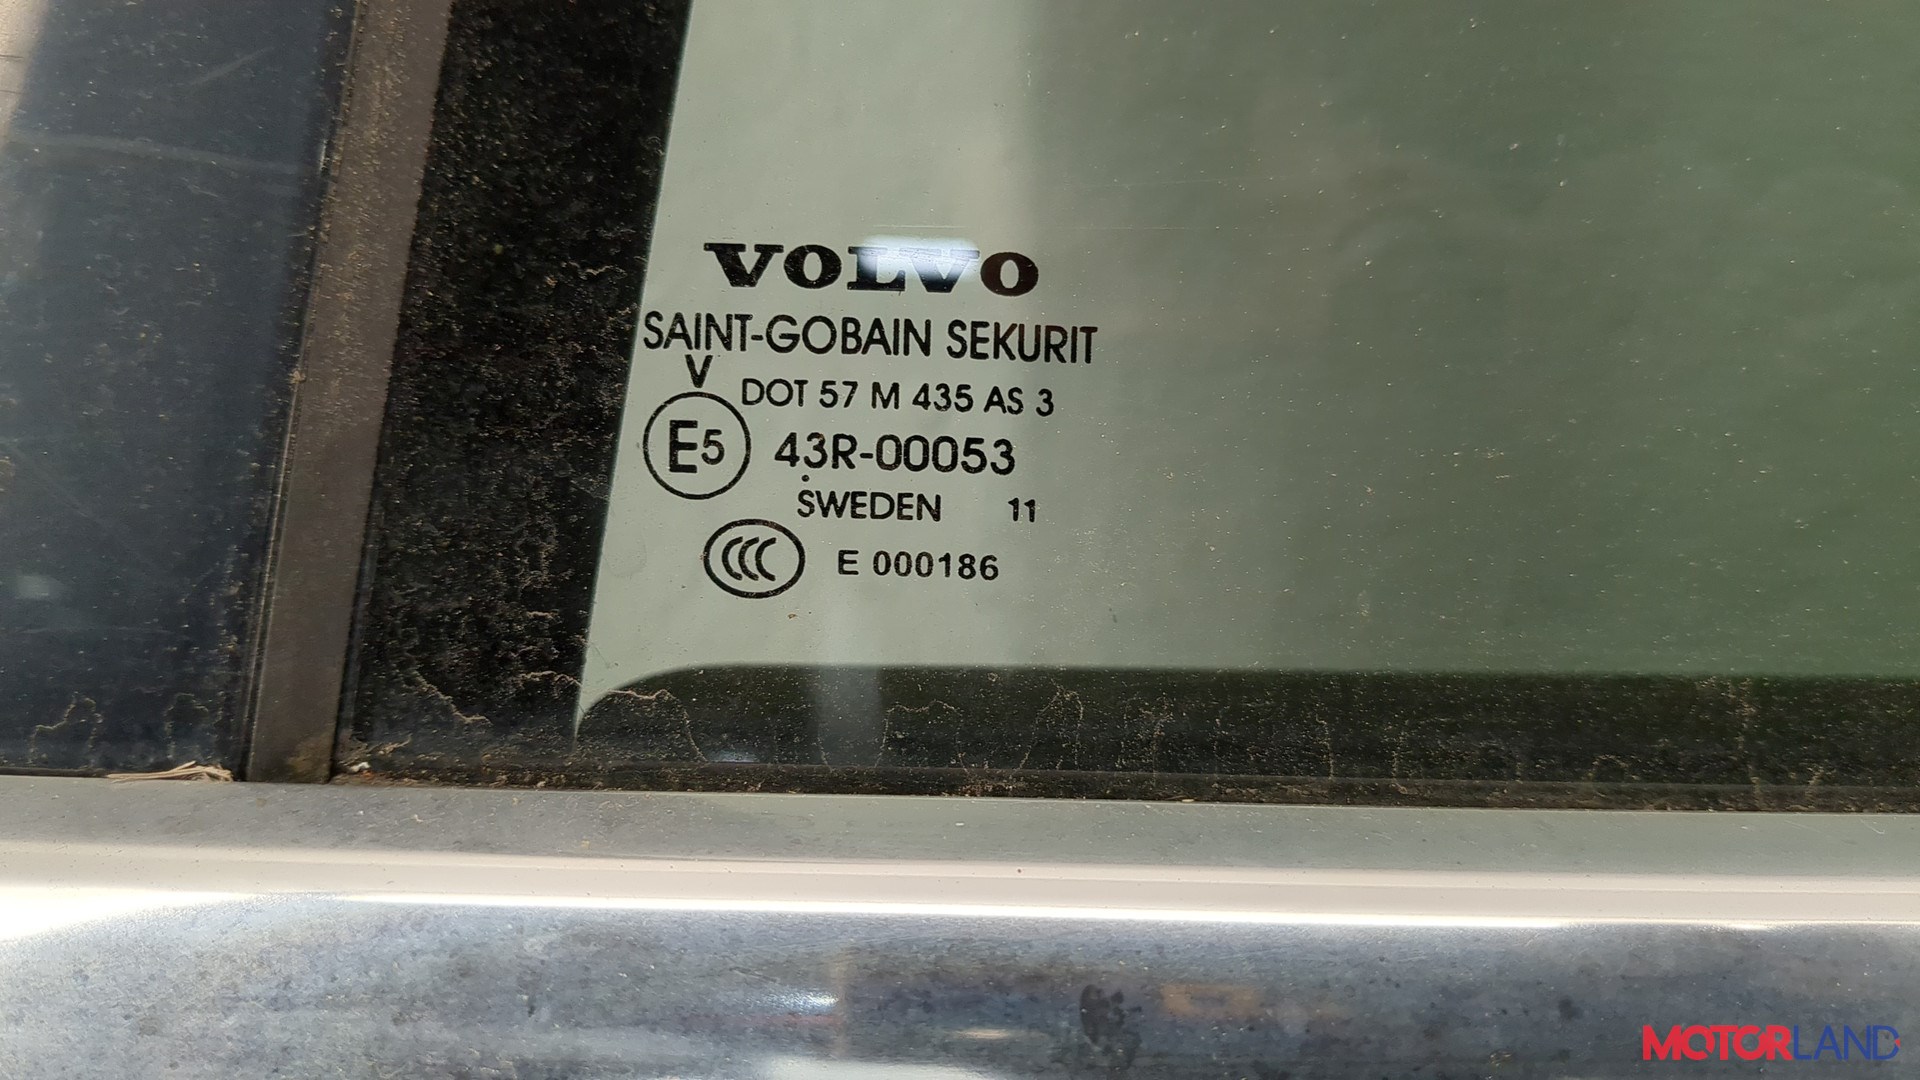 VOLVO
SAINT-GOBAIN SEKURIT
V
DOT 57 M 435 AS 3
E5 43R-00053
SWEDEN 11
CCC E 000186
MOTORLAND